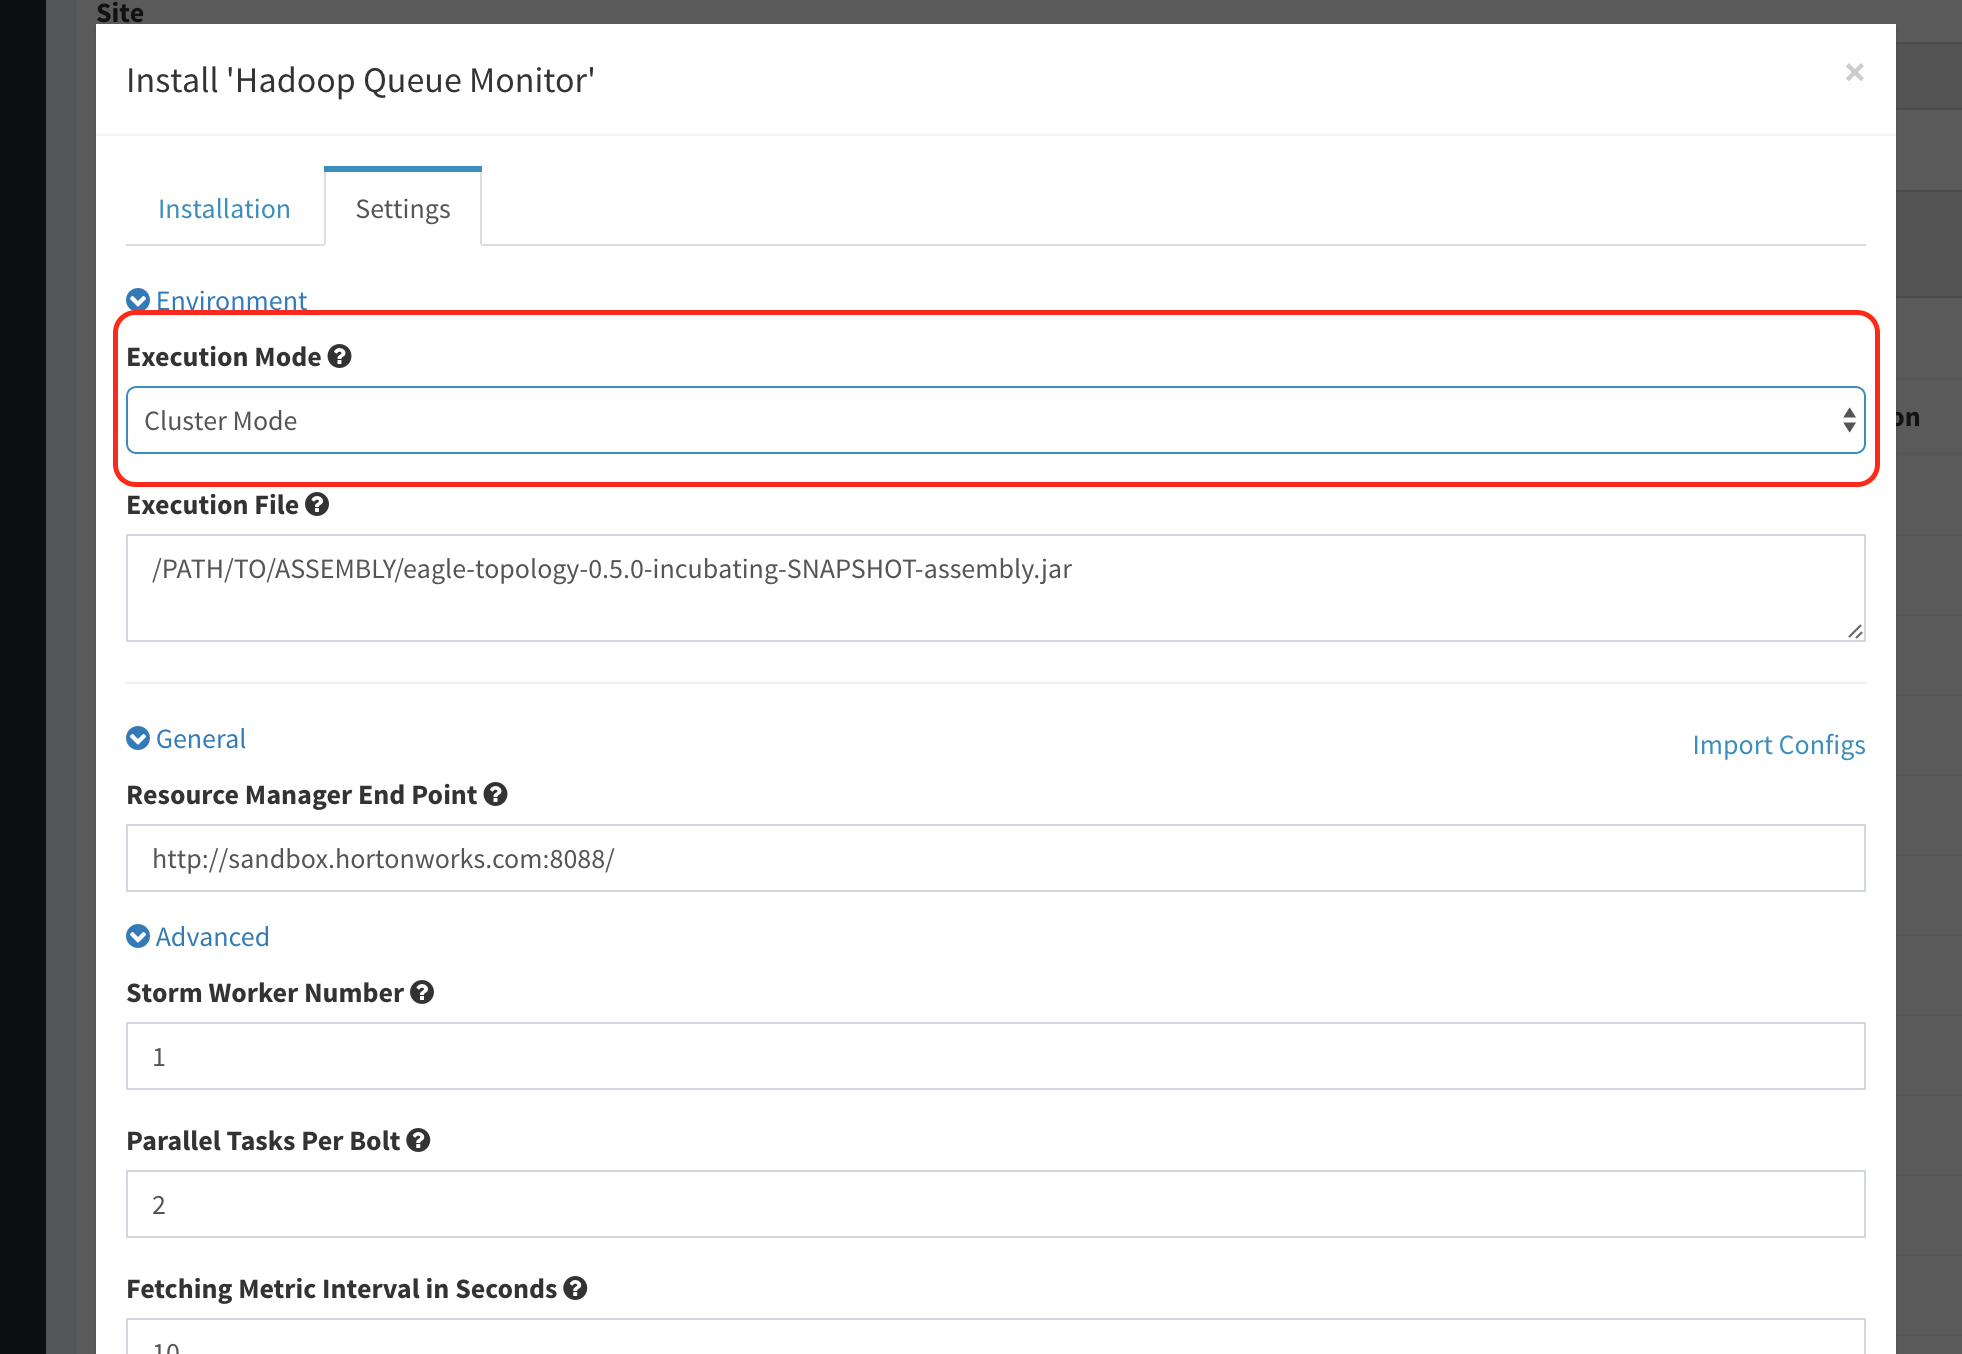 Site
Install 'Hadoop Queue Monitor'
×
Installation
Settings
Environment
Execution Mode
Cluster Mode
on
Execution File
/PATH/TO/ASSEMBLY/eagle-topology-0.5.0-incubating-SNAPSHOT-assembly.jar
General
Import Configs
Resource Manager End Point
http://sandbox.hortonworks.com:8088/
Advanced
Storm Worker Number
1
Parallel Tasks Per Bolt
2
Fetching Metric Interval in Seconds
10